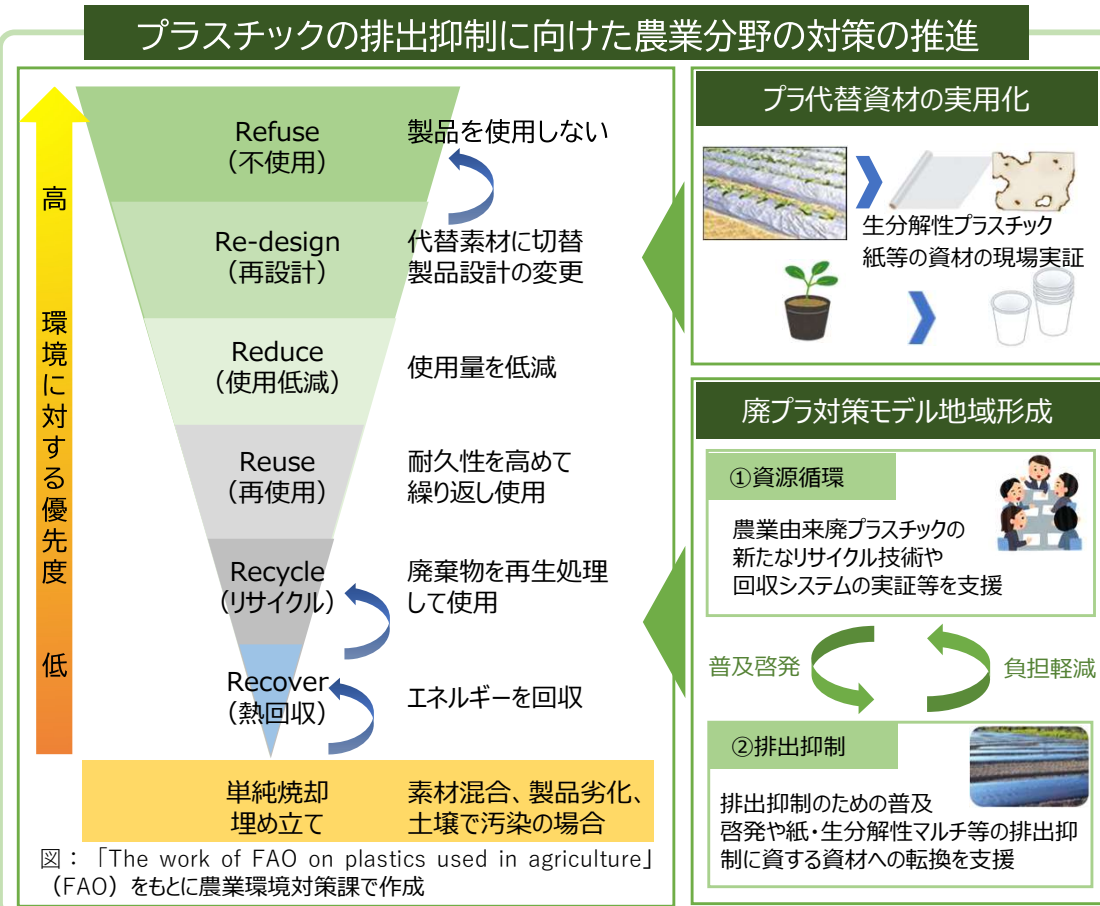 プラスチックの排出抑制に向けた農業分野の対策の推進
高
環境に対する優先度
低
Refuse
（不使用）
製品を使用しない
Re-design
（再設計）
代替素材に切替
製品設計の変更
Reduce
（使用低減）
使用量を低減
Reuse
（再使用）
耐久性を高めて
繰り返し使用
Recycle
（リサイクル）
廃棄物を再生処理
して使用
Recover
（熱回収）
エネルギーを回収
単純焼却
埋め立て
素材混合、製品劣化、
土壌で汚染の場合
図：「The work of FAO on plastics used in agriculture」
（FAO）をもとに農業環境対策課で作成
プラ代替資材の実用化
生分解性プラスチック
紙等の資材の現場実証
廃プラ対策モデル地域形成
①資源循環
農業由来廃プラスチックの
新たなリサイクル技術や
回収システムの実証等を支援
普及啓発
負担軽減
②排出抑制
排出抑制のための普及
啓発や紙・生分解性マルチ等の排出抑
制に資する資材への転換を支援